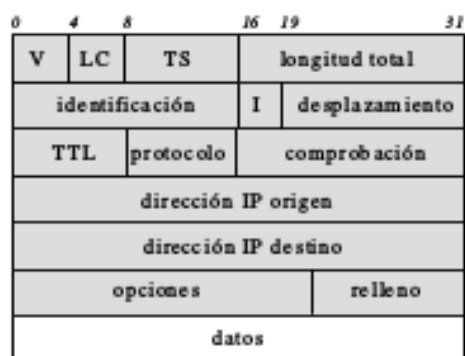 0 4 8 16 19 31
V LC TS longitud total
identificación I desplazamiento
TTL protocolo comprobación
dirección IP origen
dirección IP destino
opciones relleno
datos